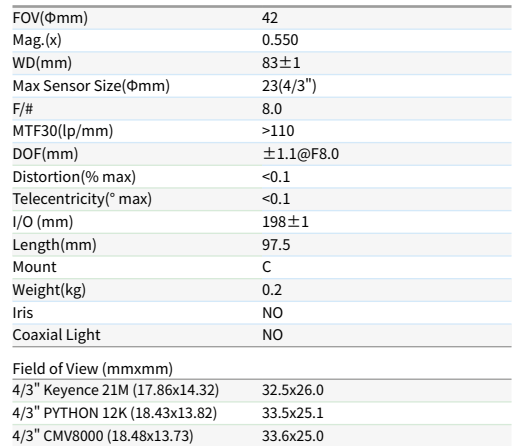 FOV(Φmm) 42
Mag.(x) 0.550
WD(mm) 83±1
Max Sensor Size(Φmm) 23(4/3")
F/# 8.0
MTF30(lp/mm) >110
DOF(mm) ±1.1@F8.0
Distortion(% max) <0.1
Telecentricity(° max) <0.1
I/O (mm) 198±1
Length(mm) 97.5
Mount C
Weight(kg) 0.2
Iris NO
Coaxial Light NO
Field of View (mmxmm)
4/3" Keyence 21M (17.86x14.32) 32.5x26.0
4/3" PYTHON 12K (18.43x13.82) 33.5x25.1
4/3" CMV8000 (18.48x13.73) 33.6x25.0